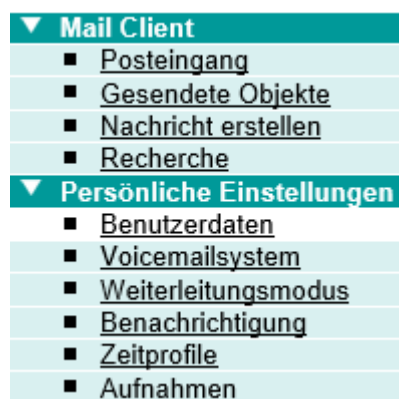 Mail Client
Posteingang
Gesendete Objekte
Nachricht erstellen
Recherche
Persönliche Einstellungen
Benutzerdaten
Voicemailsystem
Weiterleitungsmodus
Benachrichtigung
Zeitprofile
Aufnahmen